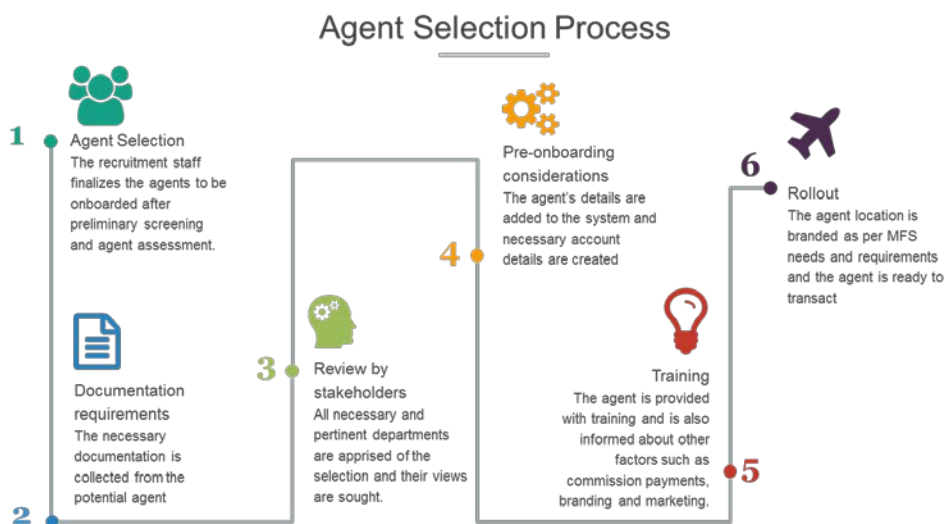 Agent Selection Process
1
Agent Selection
The recruitment staff
finalizes the agents to be
onboarded after
preliminary screening
and agent assessment.
2
Documentation
requirements
The necessary
documentation is
collected from the
potential agent
3
Review by
stakeholders
All necessary and
pertinent departments
are apprised of the
selection and their views
are sought.
4
Pre-onboarding
considerations
The agent's details are
added to the system and
necessary account
details are created
5
Training
The agent is provided
with training and is also
informed about other
factors such as
commission payments,
branding and marketing.
6
Rollout
The agent location is
branded as per MFS
needs and requirements
and the agent is ready to
transact